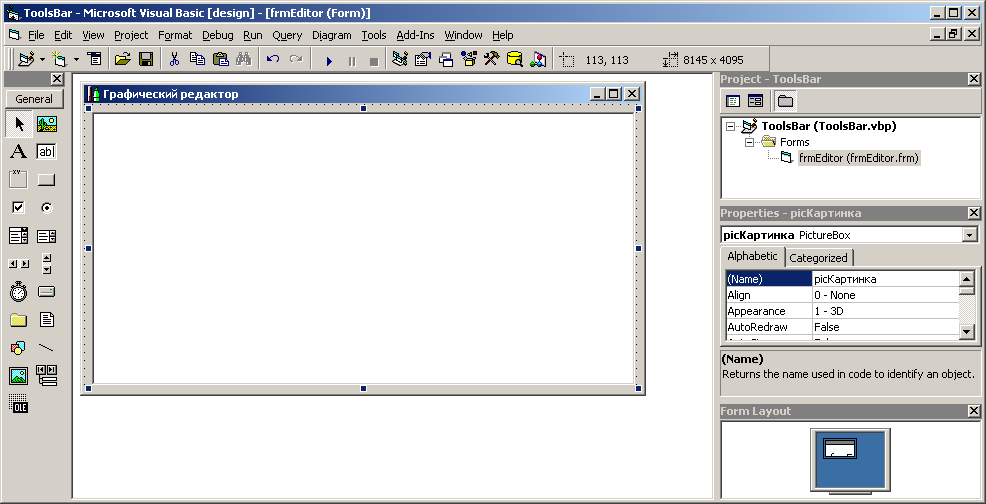 ToolsBar - Microsoft Visual Basic [design] - [frmEditor (Form)]
File Edit View Project Format Debug Run Query Diagram Tools Add-Ins Window Help
113, 113 8145 x 4095
General
A
ab|
XY
OLE
Графический редактор
Project - ToolsBar
ToolsBar (ToolsBar.vbp)
Forms
frmEditor (frmEditor.frm)
Properties - picКартинка
picКартинка PictureBox
Alphabetic Categorized
(Name) picКартинка
Align 0 - None
Appearance 1 - 3D
AutoRedraw False
(Name)
Returns the name used in code to identify an object.
Form Layout